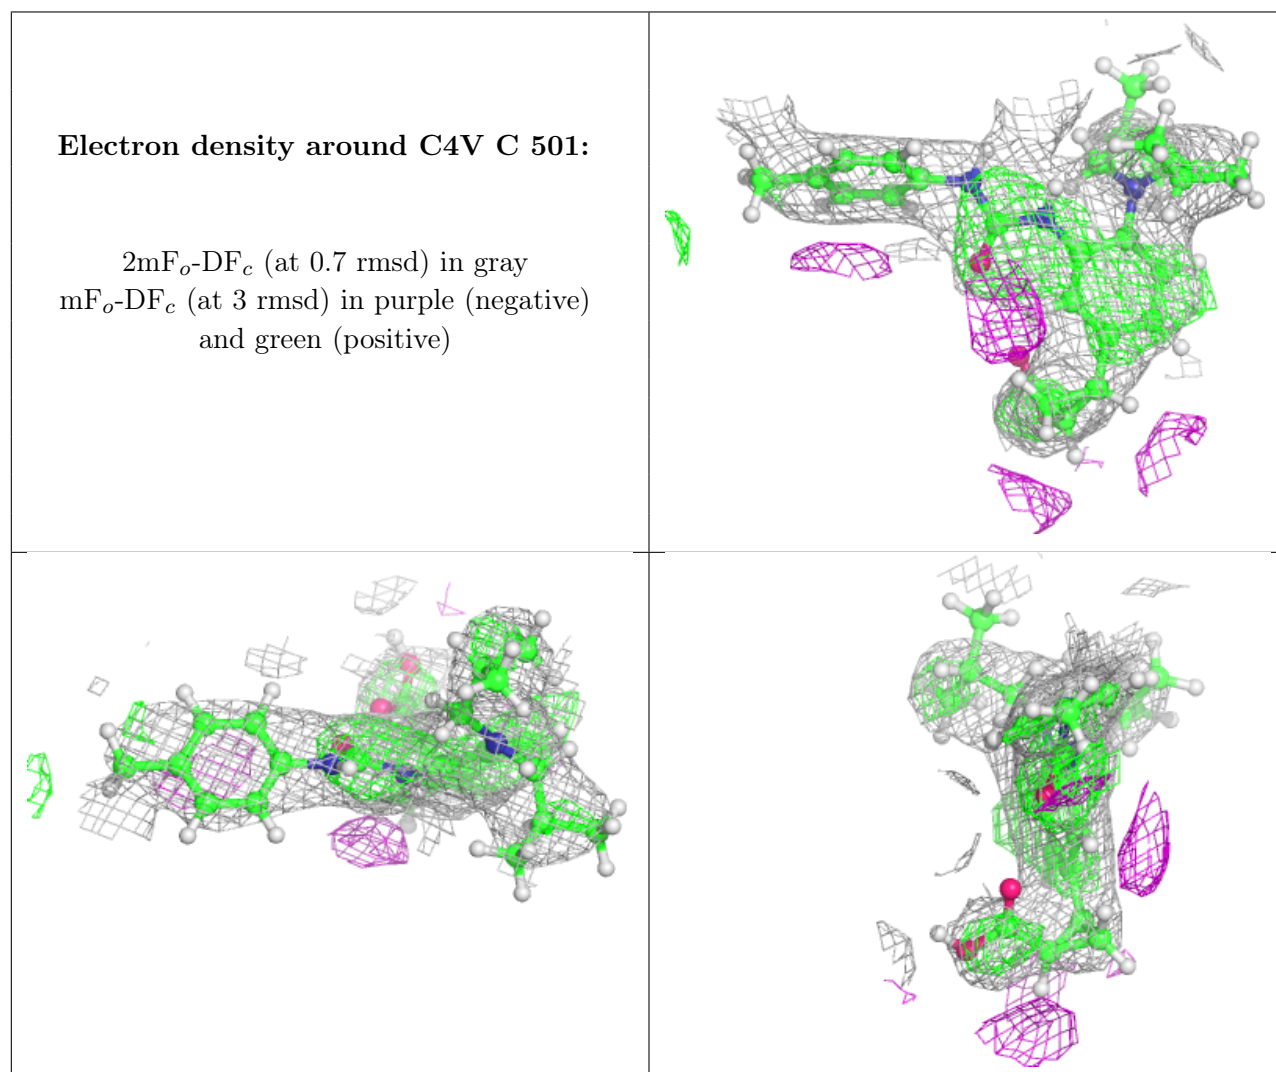 Electron density around C4V C 501:
2mFo-DFc (at 0.7 rmsd) in gray
mFo-DFc (at 3 rmsd) in purple (negative)
and green (positive)